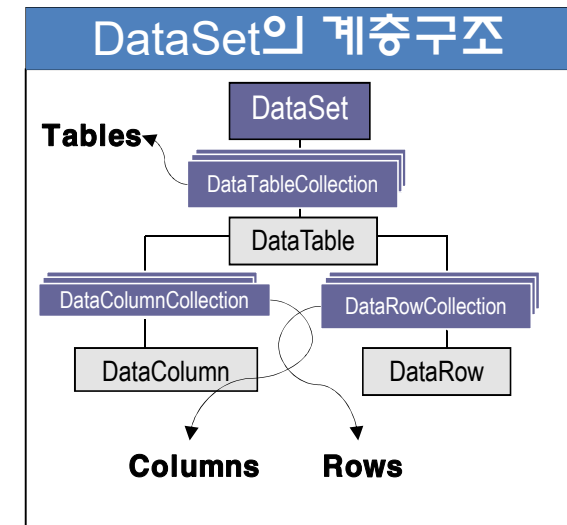 DataSet의 계층구조
DataSet
Tables
DataTableCollection
DataTable
DataColumnCollection
DataRowCollection
DataColumn
DataRow
Columns
Rows